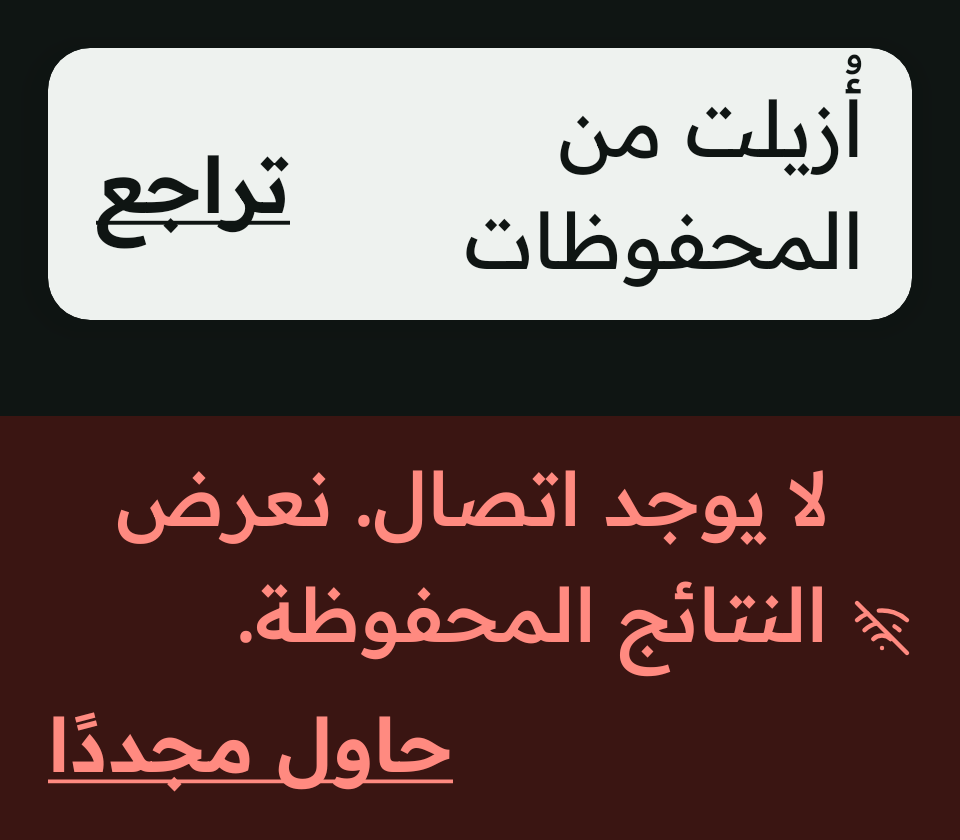 أُزيلت من
المحفوظات
تراجع
لا يوجد اتصال. نعرض
النتائج المحفوظة.
حاول مجددًا